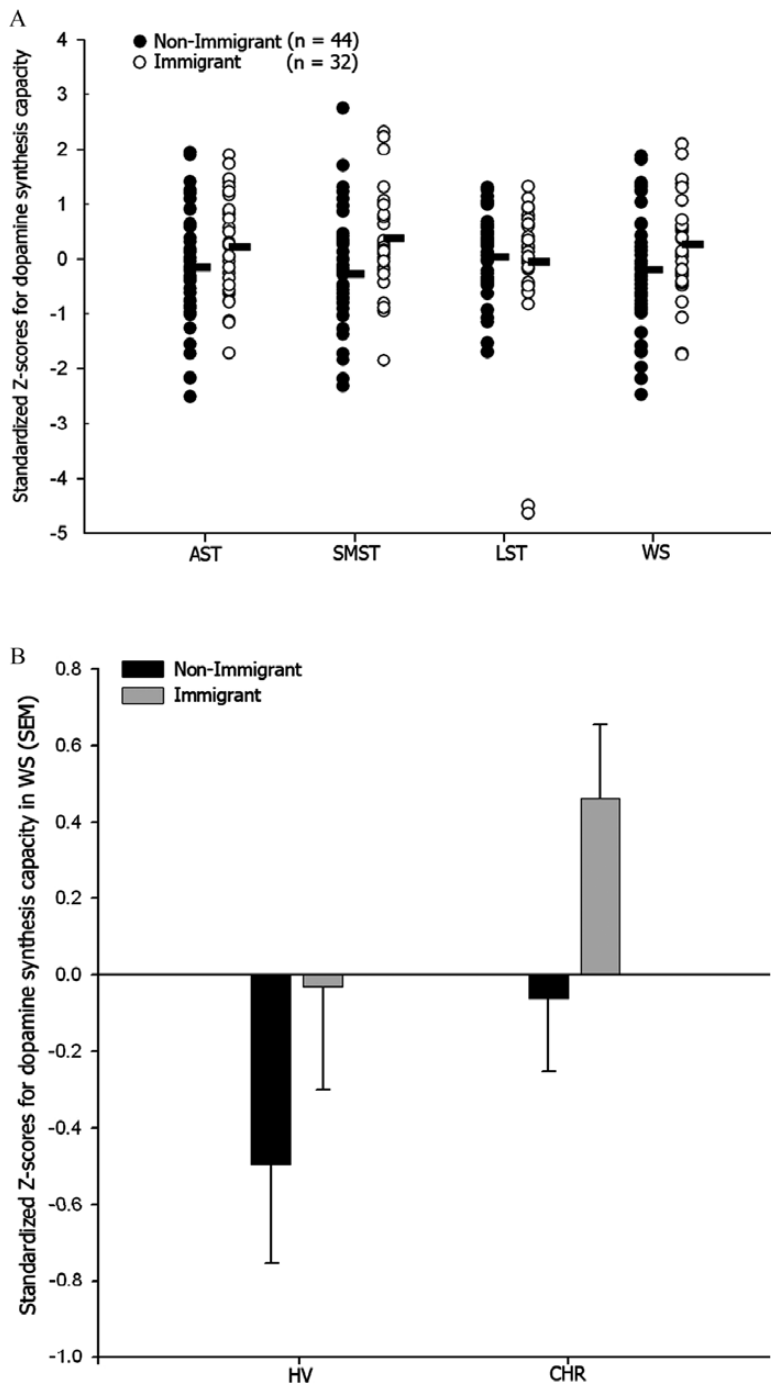 A
Standardized Z-scores for dopamine synthesis capacity
4
3
2
1
0
-1
-2
-3
-4
-5
Non-Immigrant (n = 44)
Immigrant (n = 32)
AST SMST LST WS
B
Standardized Z-scores for dopamine synthesis capacity in WS (SEM)
0.8
0.6
0.4
0.2
0.0
-0.2
-0.4
-0.6
-0.8
-1.0
Non-Immigrant
Immigrant
HV CHR